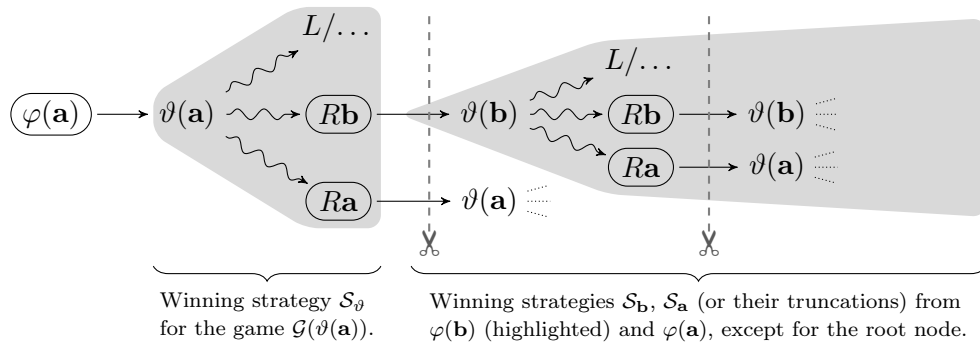 L/...
L/...
φ(𝐚) ϑ(𝐚) R𝐛 ϑ(𝐛) R𝐛 ϑ(𝐛)
R𝐚 ϑ(𝐚)
R𝐚 ϑ(𝐚)
Winning strategy 𝒮_ϑ
for the game 𝒢(ϑ(𝐚)).
Winning strategies 𝒮_𝐛, 𝒮_𝐚 (or their truncations) from
φ(𝐛) (highlighted) and φ(𝐚), except for the root node.